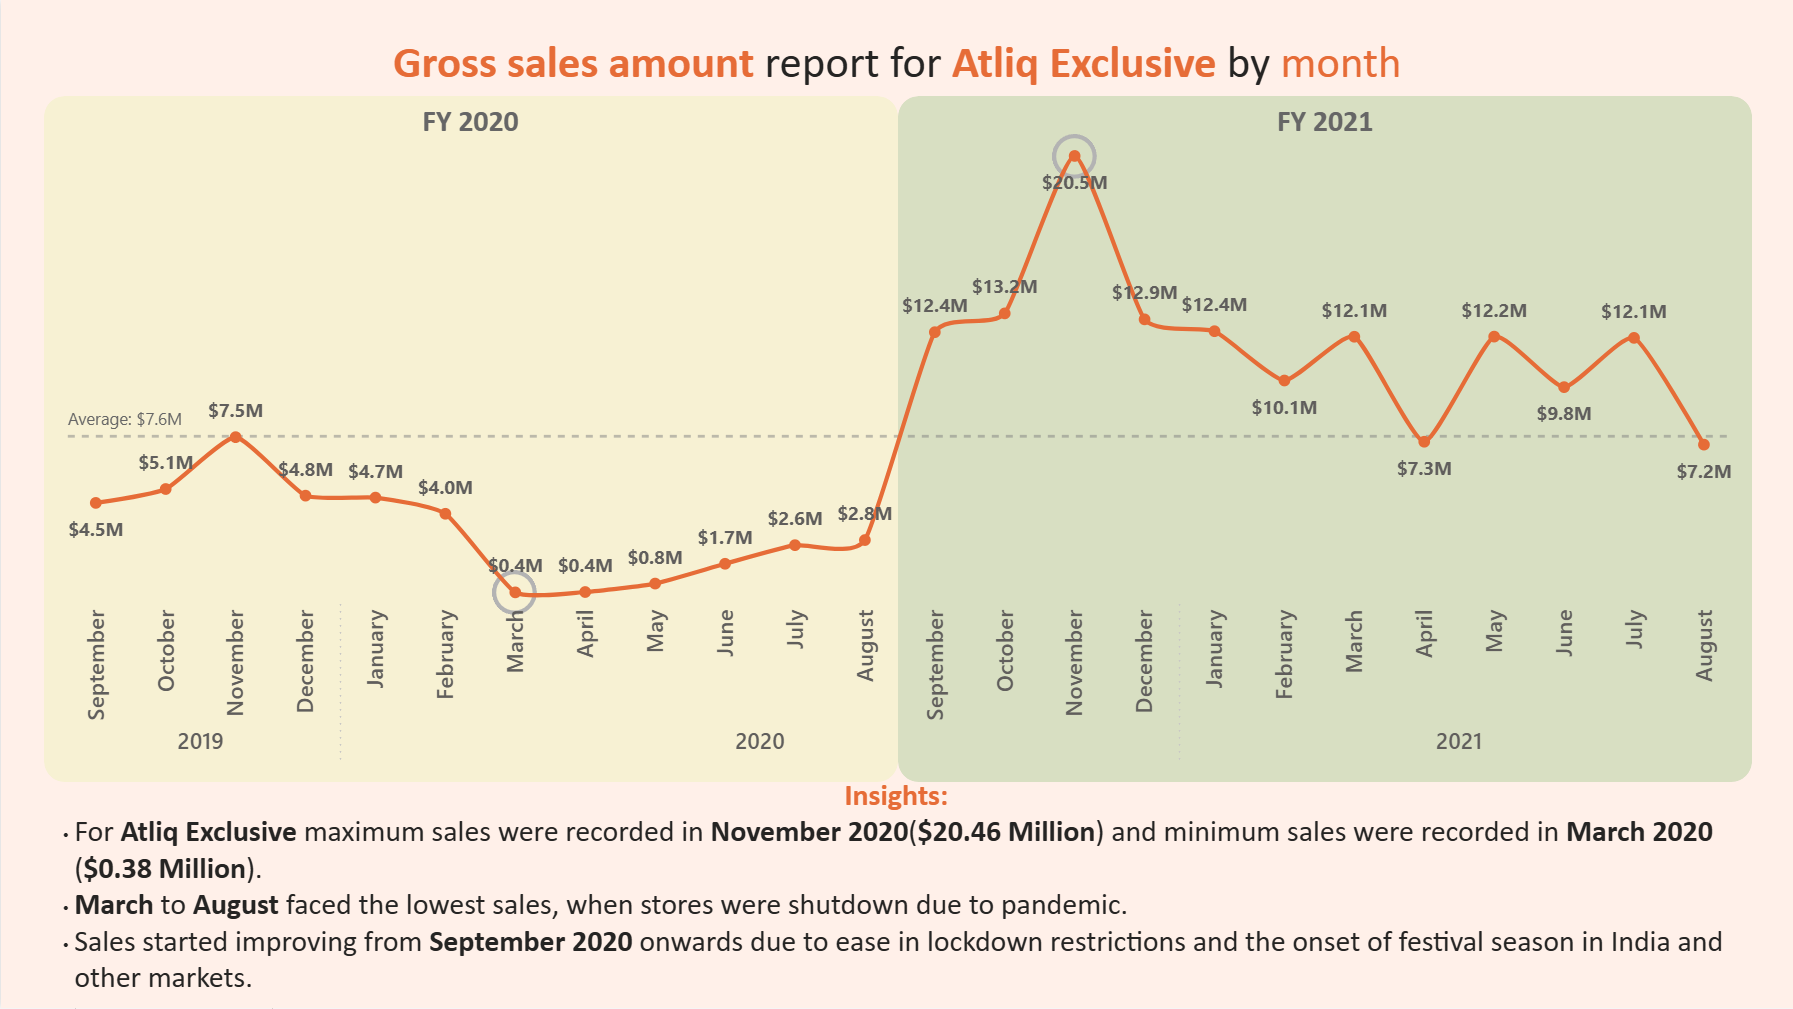 Gross sales amount report for Atliq Exclusive by month
FY 2020
FY 2021
$20.5M
$13.2M
$12.4M
$12.9M
$12.4M
$12.1M
$12.2M
$12.1M
$10.1M
$9.8M
Average: $7.6M
$7.5M
$5.1M
$4.8M
$4.7M
$4.0M
$7.3M
$7.2M
$4.5M
$2.6M
$2.8M
$1.7M
$0.4M
$0.4M
$0.8M
September
October
November
December
January
February
March
April
May
June
July
August
September
October
November
December
January
February
March
April
May
June
July
August
2019
2020
2021
Insights:
· For Atliq Exclusive maximum sales were recorded in November 2020($20.46 Million) and minimum sales were recorded in March 2020
($0.38 Million).
· March to August faced the lowest sales, when stores were shutdown due to pandemic.
· Sales started improving from September 2020 onwards due to ease in lockdown restrictions and the onset of festival season in India and
other markets.